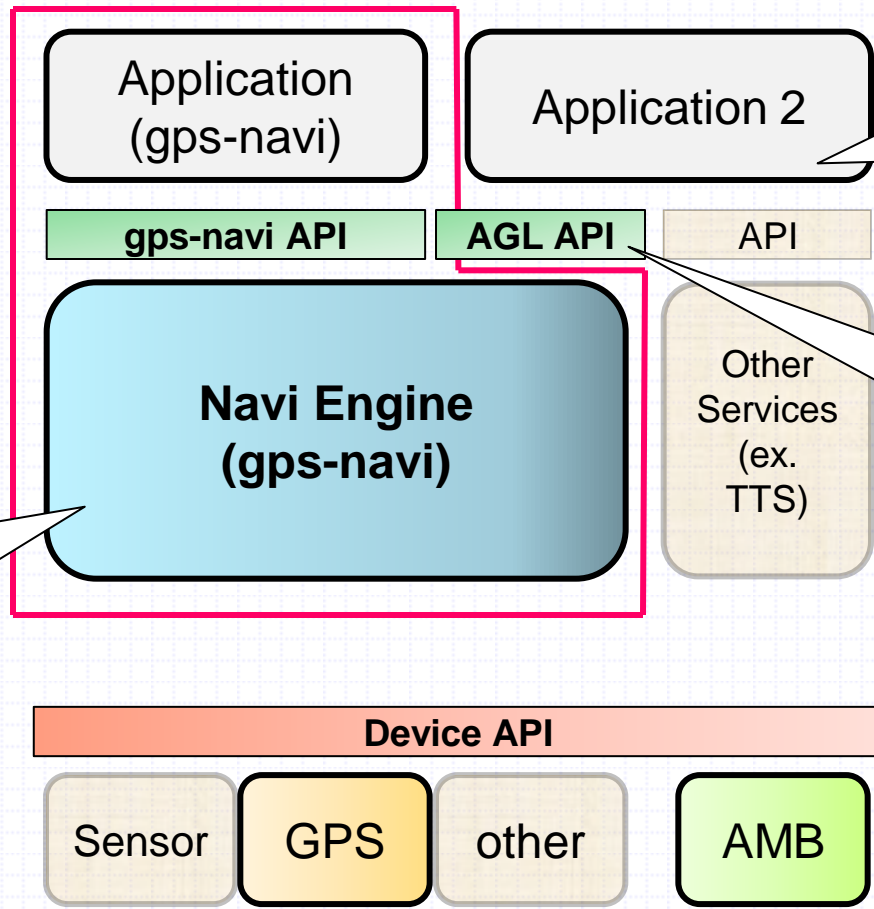 Application
(gps-navi)
Application 2
gps-navi API
AGL API
API
Navi Engine
(gps-navi)
Other
Services
(ex.
TTS)
Device API
Sensor
GPS
other
AMB